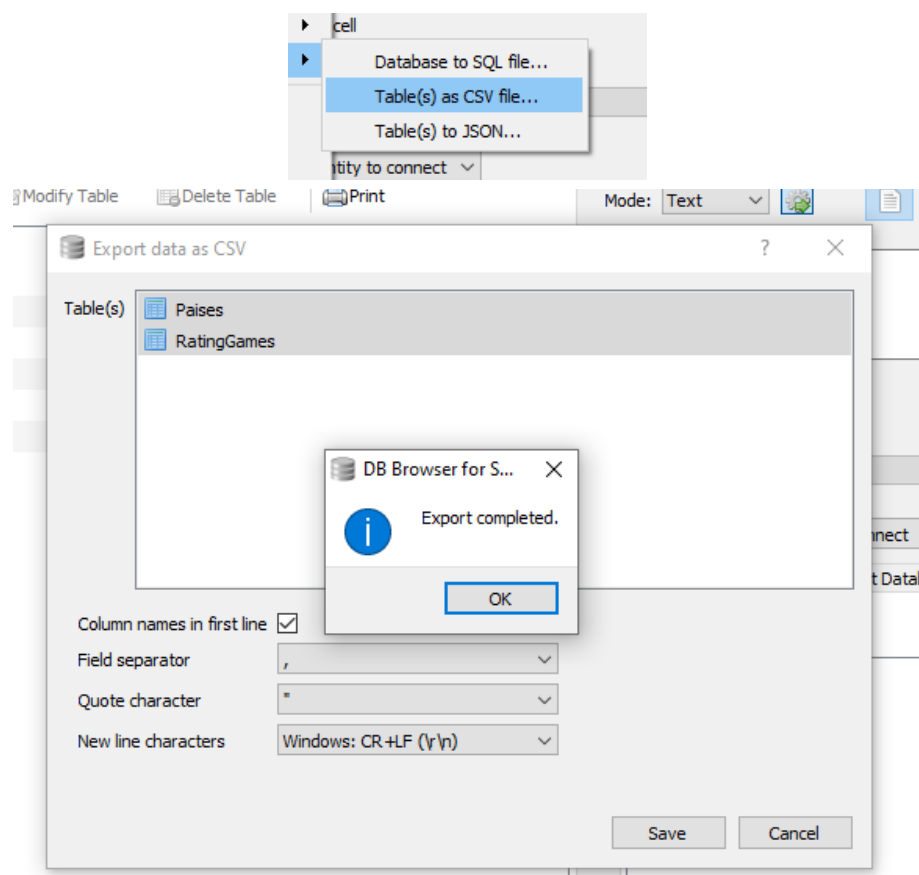 cell
Database to SQL file...
Table(s) as CSV file...
Table(s) to JSON...
ntity to connect
Modify Table Delete Table Print Mode: Text
Export data as CSV ?
Table(s) Paises
RatingGames
DB Browser for S...
Export completed.
OK
nnect
t Datal
Column names in first line
Field separator ,
Quote character "
New line characters Windows: CR+LF (\r\n)
Save Cancel